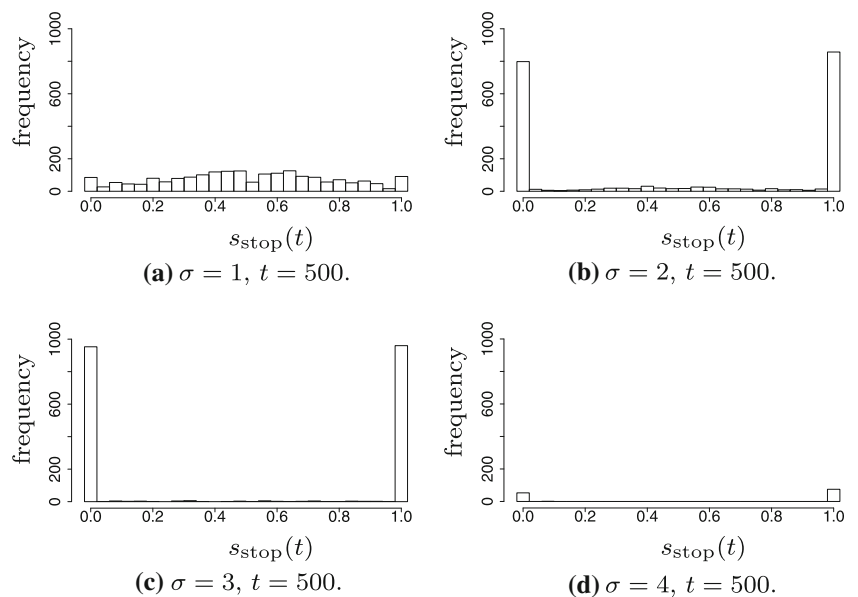 frequency
0 200 600 1000
0.0 0.2 0.4 0.6 0.8 1.0
s_stop(t)
(a) σ = 1, t = 500.
frequency
0 200 600 1000
0.0 0.2 0.4 0.6 0.8 1.0
s_stop(t)
(b) σ = 2, t = 500.
frequency
0 200 600 1000
0.0 0.2 0.4 0.6 0.8 1.0
s_stop(t)
(c) σ = 3, t = 500.
frequency
0 200 600 1000
0.0 0.2 0.4 0.6 0.8 1.0
s_stop(t)
(d) σ = 4, t = 500.